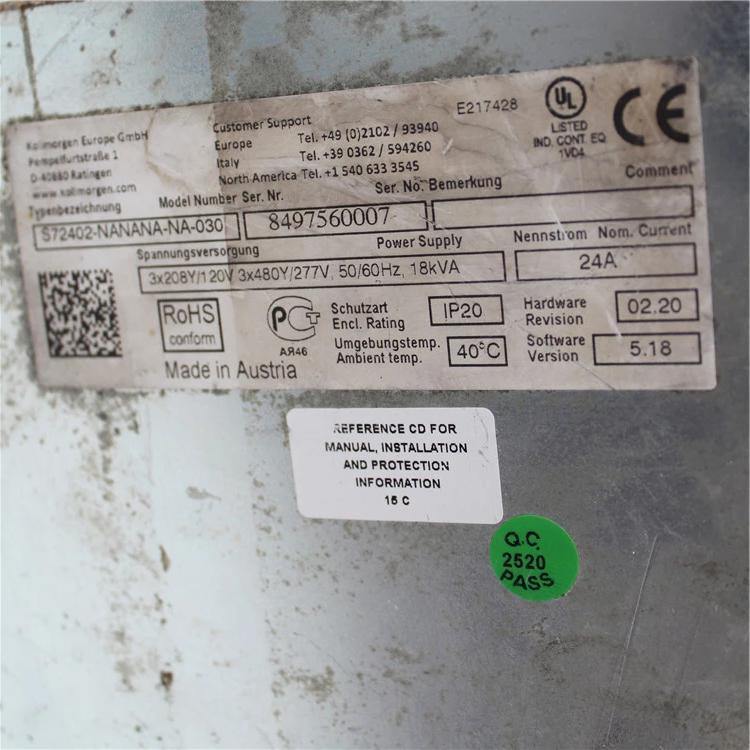 Kollmorgen Europe GmbH
Pempelfurtstraße 1
D-40880 Ratingen
www.kollmorgen.com
Customer Support
Europe Tel. +49 (0)2102 / 93940
Italy Tel. +39 0362 / 594260
North America Tel. +1 540 633 3545
E217428
UL
LISTED
IND. CONT. EQ
1VD4
CE
Typenbezeichnung Model Number Ser. Nr. Ser. No. Bemerkung Comment
S72402-NANANA-NA-030 8497560007
Spannungsversorgung Power Supply Nennstrom Nom. Current
3x208Y/120V 3x480Y/277V, 50/60Hz, 18kVA 24A
RoHS
conform
PCT
АЯ46
Schutzart
Encl. Rating
IP20
Hardware
Revision
02.20
Umgebungstemp.
Ambient temp.
40°C
Software
Version
5.18
Made in Austria
REFERENCE CD FOR
MANUAL, INSTALLATION
AND PROTECTION
INFORMATION
15 C
Q.C.
2520
PASS